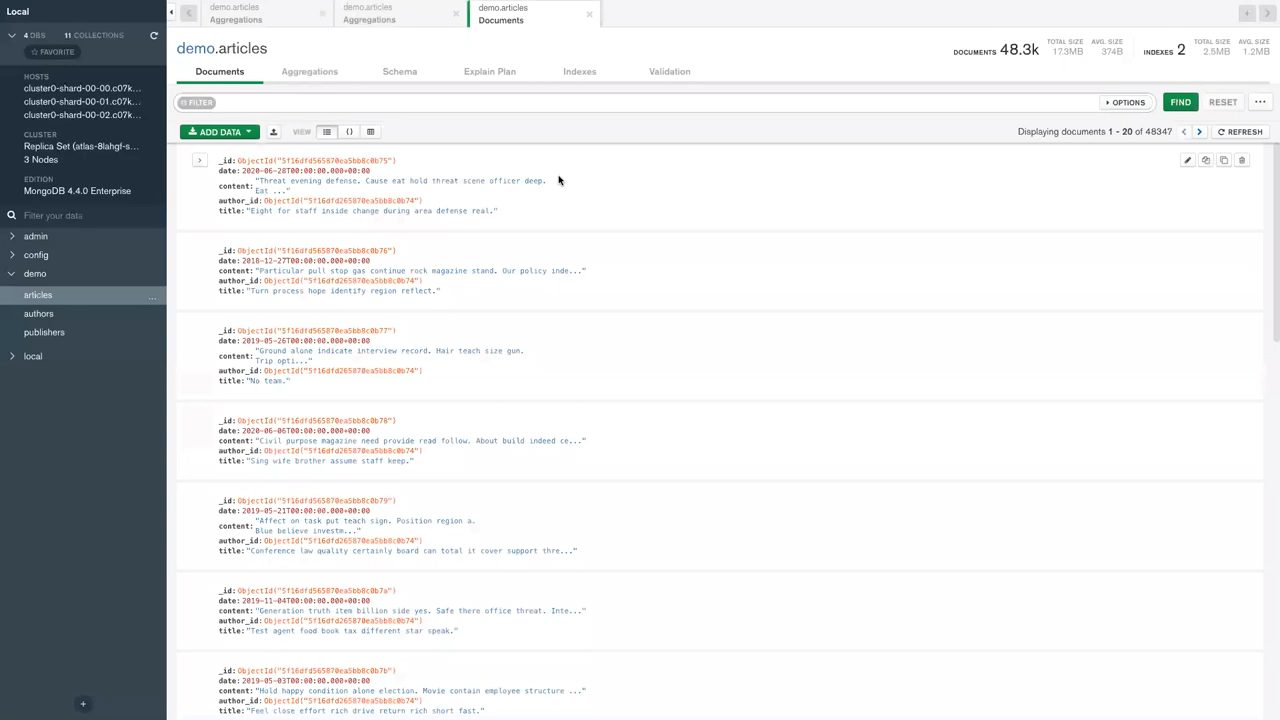 Local
4 DBS 11 COLLECTIONS
FAVORITE
HOSTS
cluster0-shard-00-00.c07k...
cluster0-shard-00-01.c07k...
cluster0-shard-00-02.c07k...
CLUSTER
Replica Set (atlas-8lahgf-s...
3 Nodes
EDITION
MongoDB 4.4.0 Enterprise
Filter your data
admin
config
demo
articles ...
authors
publishers
local
demo.articles
Aggregations
demo.articles
Aggregations
demo.articles
Documents
demo.articles
DOCUMENTS 48.3k TOTAL SIZE 17.3MB AVG. SIZE 374B INDEXES 2 TOTAL SIZE 2.5MB AVG. SIZE 1.2MB
Documents Aggregations Schema Explain Plan Indexes Validation
FILTER OPTIONS FIND RESET ...
ADD DATA VIEW {} Displaying documents 1 - 20 of 48347 REFRESH
_id: ObjectId("5f16dfd565870ea5bb8c0b75")
date: 2020-06-28T00:00:00.000+00:00
content: "Threat evening defense. Cause eat hold threat scene officer deep.
Eat ..."
author_id: ObjectId("5f16dfd265870ea5bb8c0b74")
title: "Eight for staff inside change during area defense real."
_id: ObjectId("5f16dfd565870ea5bb8c0b76")
date: 2018-12-27T00:00:00.000+00:00
content: "Particular pull stop gas continue rock magazine stand. Our policy inde..."
author_id: ObjectId("5f16dfd265870ea5bb8c0b74")
title: "Turn process hope identify region reflect."
_id: ObjectId("5f16dfd565870ea5bb8c0b77")
date: 2019-05-26T00:00:00.000+00:00
content: "Ground alone indicate interview record. Hair teach size gun.
Trip opti..."
author_id: ObjectId("5f16dfd265870ea5bb8c0b74")
title: "No team."
_id: ObjectId("5f16dfd565870ea5bb8c0b78")
date: 2020-06-06T00:00:00.000+00:00
content: "Civil purpose magazine need provide read follow. About build indeed ce..."
author_id: ObjectId("5f16dfd265870ea5bb8c0b74")
title: "Sing wife brother assume staff keep."
_id: ObjectId("5f16dfd565870ea5bb8c0b79")
date: 2019-05-21T00:00:00.000+00:00
content: "Affect on task put teach sign. Position region a.
Blue believe investm..."
author_id: ObjectId("5f16dfd265870ea5bb8c0b74")
title: "Conference law quality certainly board can total it cover support thre..."
_id: ObjectId("5f16dfd565870ea5bb8c0b7a")
date: 2019-11-04T00:00:00.000+00:00
content: "Generation truth item billion side yes. Safe there office threat. Inte..."
author_id: ObjectId("5f16dfd265870ea5bb8c0b74")
title: "Test agent food book tax different star speak."
_id: ObjectId("5f16dfd565870ea5bb8c0b7b")
date: 2019-05-03T00:00:00.000+00:00
content: "Hold happy condition alone election. Movie contain employee structure ..."
author_id: ObjectId("5f16dfd265870ea5bb8c0b74")
title: "Feel close effort rich drive return rich short fast."